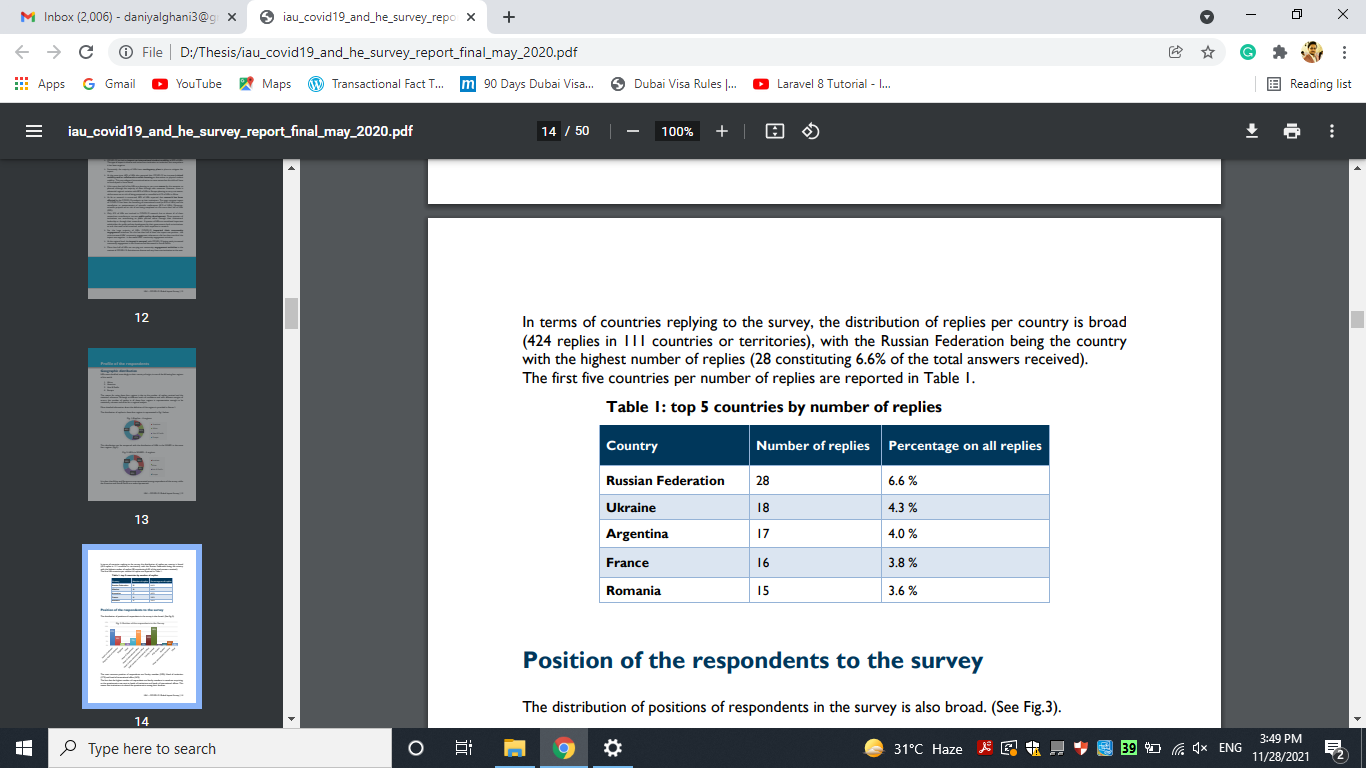 Inbox (2,006) - daniyalghani3@g
iau_covid19_and_he_survey_repo
File | D:/Thesis/iau_covid19_and_he_survey_report_final_may_2020.pdf
Apps Gmail YouTube Maps Transactional Fact T... 90 Days Dubai Visa... Dubai Visa Rules |... Laravel 8 Tutorial - I... Reading list
iau_covid19_and_he_survey_report_final_may_2020.pdf 14 / 50 100%
12
Profile of the respondents
13
14
In terms of countries replying to the survey, the distribution of replies per country is broad
(424 replies in 111 countries or territories), with the Russian Federation being the country
with the highest number of replies (28 constituting 6.6% of the total answers received).
The first five countries per number of replies are reported in Table 1.
Table 1: top 5 countries by number of replies
Country Number of replies Percentage on all replies
Russian Federation 28 6.6 %
Ukraine 18 4.3 %
Argentina 17 4.0 %
France 16 3.8 %
Romania 15 3.6 %
Position of the respondents to the survey
The distribution of positions of respondents in the survey is also broad. (See Fig.3).
Type here to search
31°C Haze
39
ENG
3:49 PM
11/28/2021
2